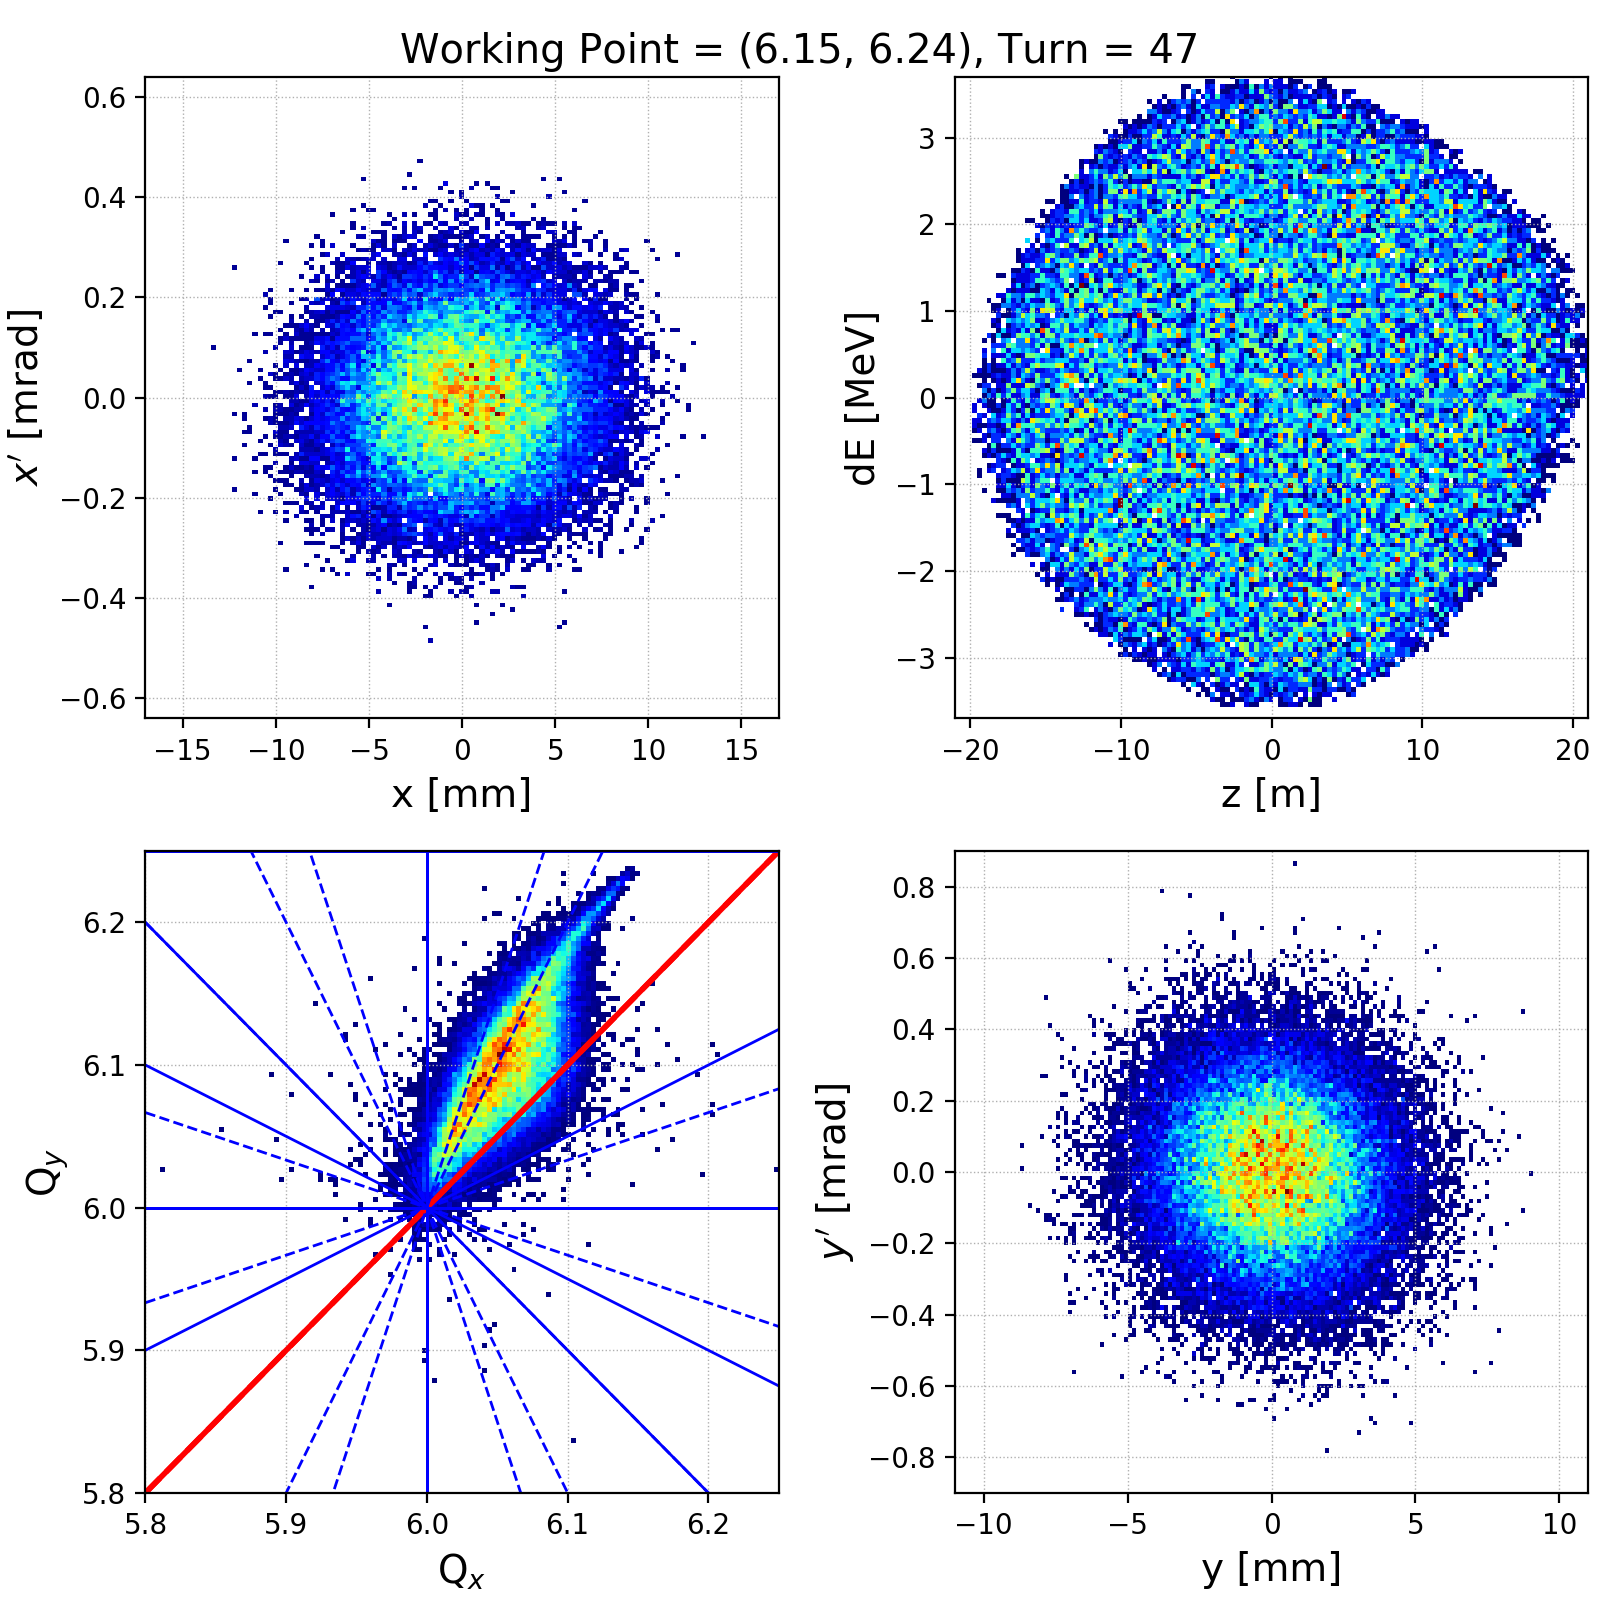 Working Point = (6.15, 6.24), Turn = 47
0.6
0.4
0.2
0.0
−0.2
−0.4
−0.6
−15 −10 −5 0 5 10 15
x [mm]
x′ [mrad]
3
2
1
0
−1
−2
−3
−20 −10 0 10 20
z [m]
dE [MeV]
6.2
6.1
6.0
5.9
5.8
5.8 5.9 6.0 6.1 6.2
Qx
Qy
0.8
0.6
0.4
0.2
0.0
−0.2
−0.4
−0.6
−0.8
−10 −5 0 5 10
y [mm]
y′ [mrad]